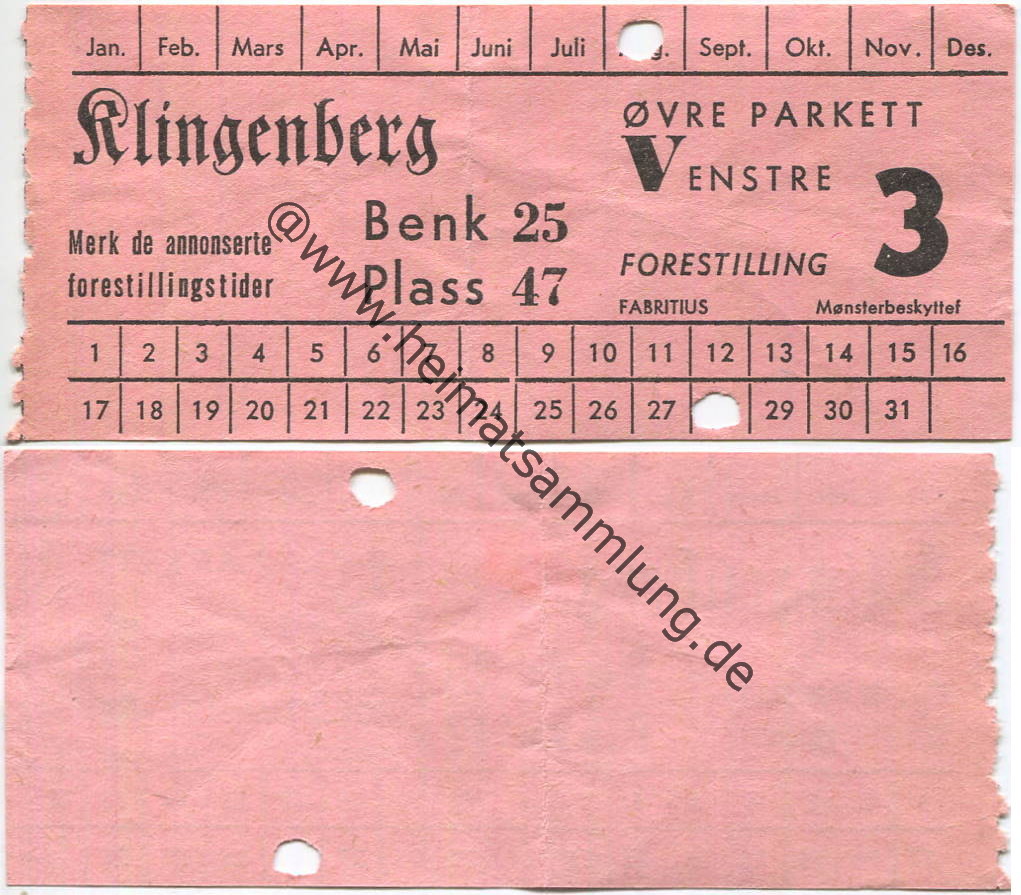 Jan. Feb. Mars Apr. Mai Juni Juli Sept. Okt. Nov. Des.
Klingenberg
ØVRE PARKETT
VENSTRE
3
Benk 25
Merk de annonserte
forestillingstider
Plass 47
FORESTILLING
FABRITIUS Mønsterbeskyttet
1 2 3 4 5 6 7 8 9 10 11 12 13 14 15 16
17 18 19 20 21 22 23 24 25 26 27 29 30 31
@www.heimatsammlung.de